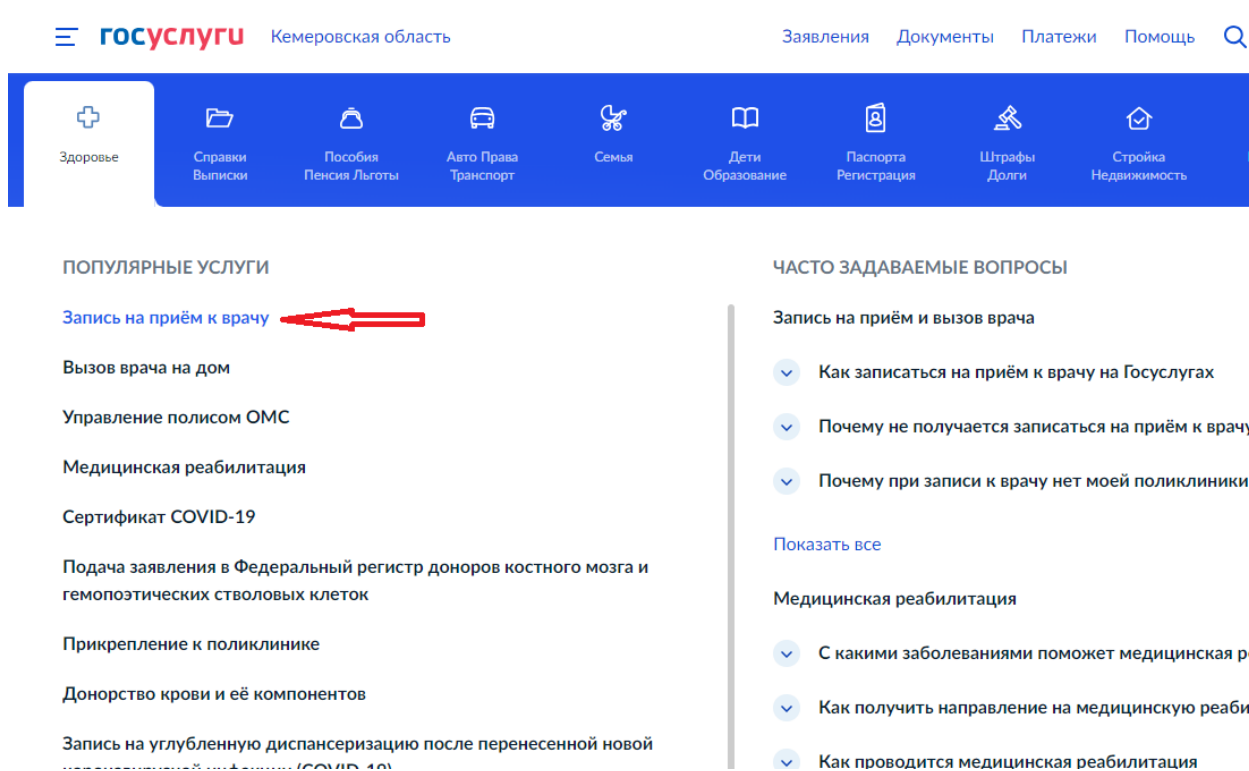 госуслуги Кемеровская область Заявления Документы Платежи Помощь
Здоровье
Справки
Выписки
Пособия
Пенсия Льготы
Авто Права
Транспорт
Семья
Дети
Образование
Паспорта
Регистрация
Штрафы
Долги
Стройка
Недвижимость
ПОПУЛЯРНЫЕ УСЛУГИ
Запись на приём к врачу
Вызов врача на дом
Управление полисом ОМС
Медицинская реабилитация
Сертификат COVID-19
Подача заявления в Федеральный регистр доноров костного мозга и
гемопоэтических стволовых клеток
Прикрепление к поликлинике
Донорство крови и её компонентов
Запись на углубленную диспансеризацию после перенесенной новой
ЧАСТО ЗАДАВАЕМЫЕ ВОПРОСЫ
Запись на приём и вызов врача
Как записаться на приём к врачу на Госуслугах
Почему не получается записаться на приём к врачу
Почему при записи к врачу нет моей поликлиники
Показать все
Медицинская реабилитация
С какими заболеваниями поможет медицинская
Как получить направление на медицинскую
Как проводится медицинская реабилитация